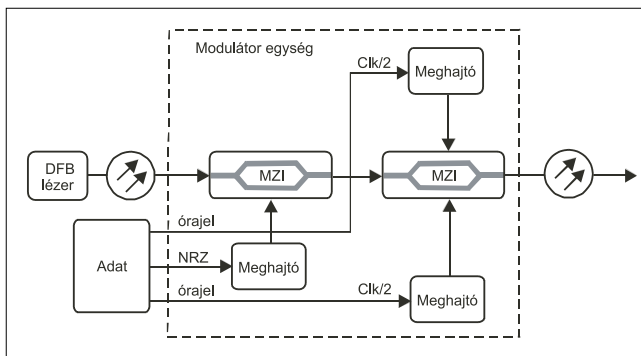 Modulátor egység
Clk/2
Meghajtó
DFB
lézer
MZI
MZI
órajel
Adat
NRZ
Meghajtó
órajel
Clk/2
Meghajtó